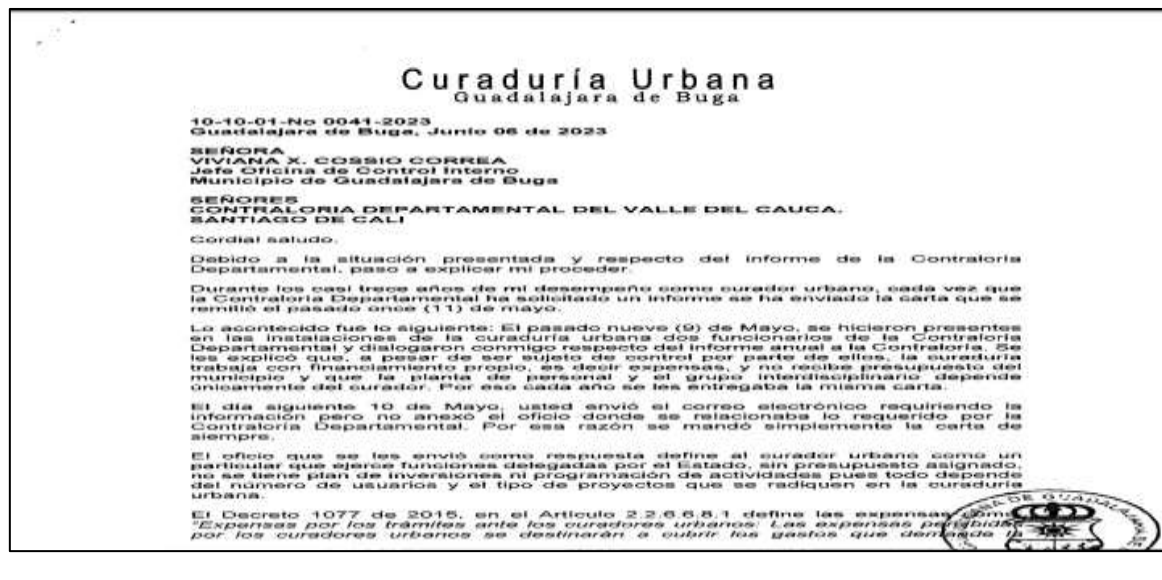 Curaduría Urbana
Guadalajara de Buga
10-10-01-No 0041-2023
Guadalajara de Buga, Junio 06 de 2023
SEÑORA
VIVIANA X. COSSIO CORREA
Jefe Oficina de Control Interno
Municipio de Guadalajara de Buga
SEÑORES
CONTRALORIA DEPARTAMENTAL DEL VALLE DEL CAUCA.
SANTIAGO DE CALI
Cordial saludo.
Debido a la situación presentada y respecto del informe de la Contraloría
Departamental, paso a explicar mi proceder.
Durante los casi trece años de mi desempeño como curador urbano, cada vez que
la Contraloría Departamental ha solicitado un informe se ha enviado la carta que se
remitió el pasado once (11) de mayo.
Lo acontecido fue lo siguiente: El pasado nueve (9) de Mayo, se hicieron presentes
en las instalaciones de la curaduría urbana dos funcionarios de la Contraloría
Departamental y dialogaron conmigo respecto del informe anual a la Contraloría. Se
les explicó que, a pesar de ser sujeto de control por parte de ellos, la curaduría
trabaja con financiamiento propio, es decir expensas, y no recibe presupuesto del
municipio y que la planta de personal y el grupo interdisciplinario depende
únicamente del curador. Por eso cada año se les entregaba la misma carta.
El día siguiente 10 de Mayo, usted envió el correo electrónico requiriendo la
información pero no anexó el oficio donde se relacionaba lo requerido por la
Contraloría Departamental. Por esa razón se mandó simplemente la carta de
siempre.
El oficio que se les envió como respuesta define al curador urbano como un
particular que ejerce funciones delegadas por el Estado, sin presupuesto asignado,
no se tiene plan de inversiones ni programación de actividades pues todo depende
del número de usuarios y el tipo de proyectos que se radiquen en la curaduría
urbana.
El Decreto 1077 de 2015, en el Artículo 2.2.6.6.8.1 define las expensas como
"Expensas por los trámites ante los curadores urbanos: Las expensas percibidas
por los curadores urbanos se destinarán a cubrir los gastos que demande la